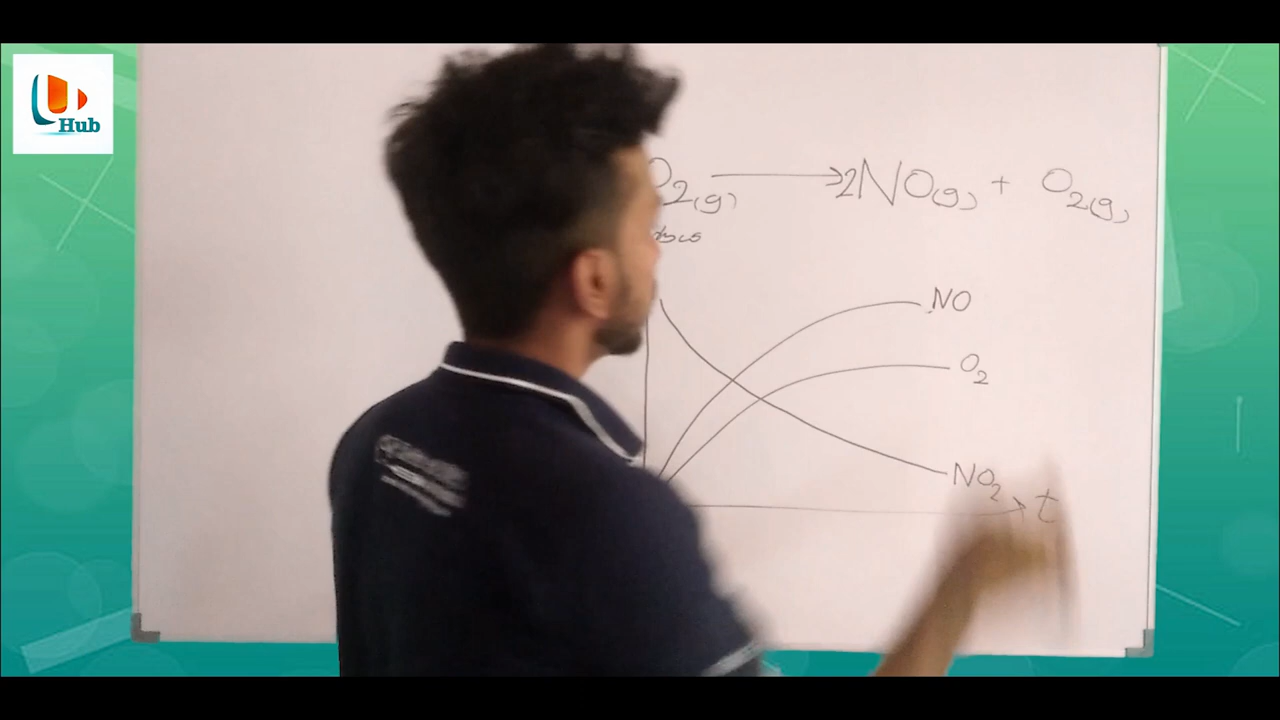 Hub
O2(g) → 2NO(g) + O2(g)
NO
O2
NO2
t